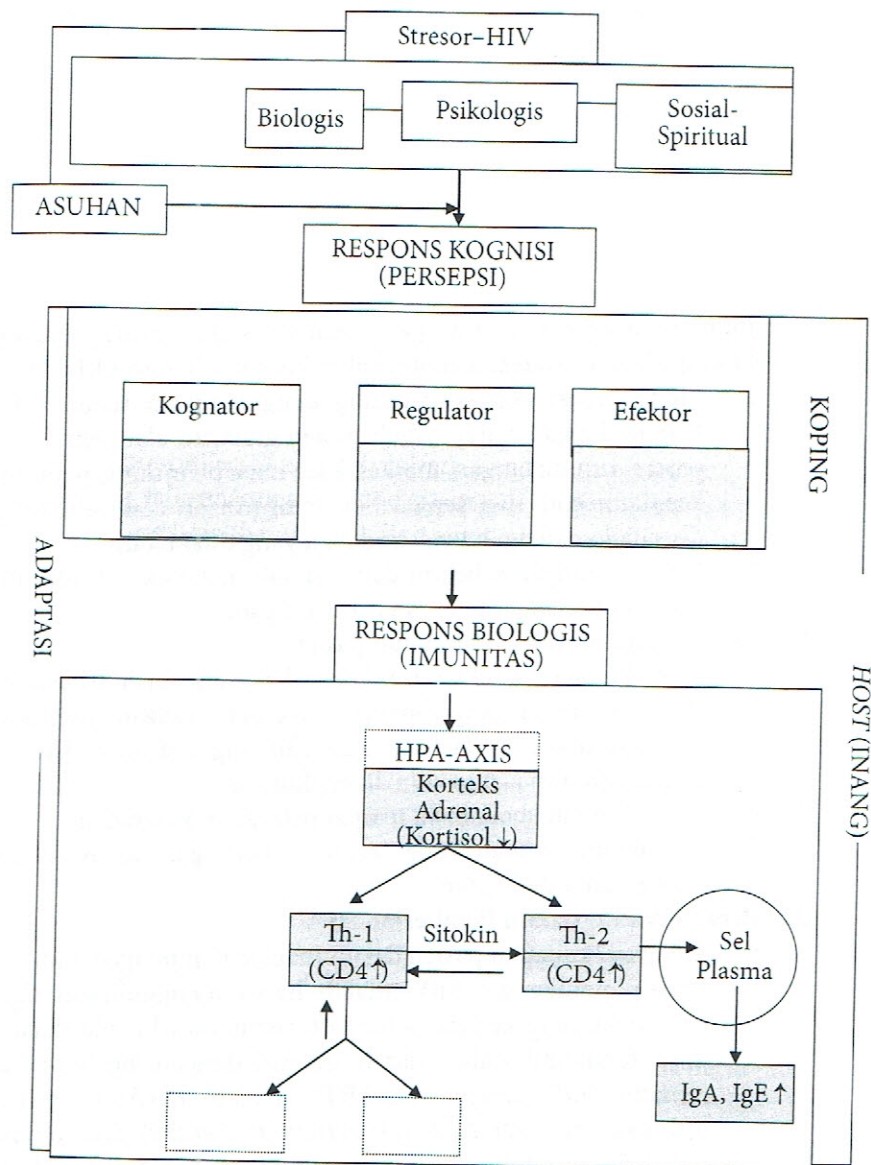 Stresor–HIV
Biologis
Psikologis
Sosial-
Spiritual
ASUHAN
RESPONS KOGNISI
(PERSEPSI)
Kognator
Regulator
Efektor
KOPING
ADAPTASI
RESPONS BIOLOGIS
(IMUNITAS)
HOST (INANG)
HPA-AXIS
Korteks
Adrenal
(Kortisol ↓)
Th-1
(CD4↑)
Sitokin
Th-2
(CD4↑)
Sel
Plasma
IgA, IgE ↑